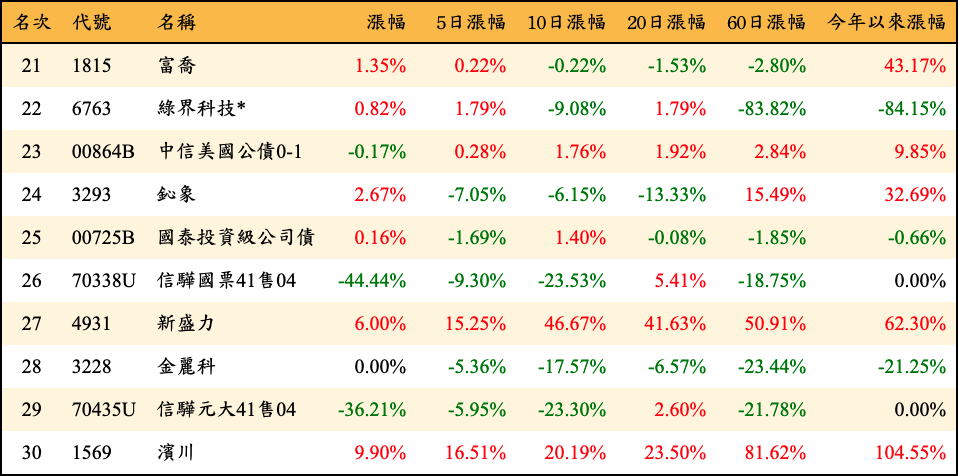 名次 代號 名稱 漲幅 5日漲幅 10日漲幅 20日漲幅 60日漲幅 今年以來漲幅
21 1815 富喬 1.35% 0.22% -0.22% -1.53% -2.80% 43.17%
22 6763 綠界科技* 0.82% 1.79% -9.08% 1.79% -83.82% -84.15%
23 00864B 中信美國公債0-1 -0.17% 0.28% 1.76% 1.92% 2.84% 9.85%
24 3293 鈊象 2.67% -7.05% -6.15% -13.33% 15.49% 32.69%
25 00725B 國泰投資級公司債 0.16% -1.69% 1.40% -0.08% -1.85% -0.66%
26 70338U 信驊國票41售04 -44.44% -9.30% -23.53% 5.41% -18.75% 0.00%
27 4931 新盛力 6.00% 15.25% 46.67% 41.63% 50.91% 62.30%
28 3228 金麗科 0.00% -5.36% -17.57% -6.57% -23.44% -21.25%
29 70435U 信驊元大41售04 -36.21% -5.95% -23.30% 2.60% -21.78% 0.00%
30 1569 濱川 9.90% 16.51% 20.19% 23.50% 81.62% 104.55%